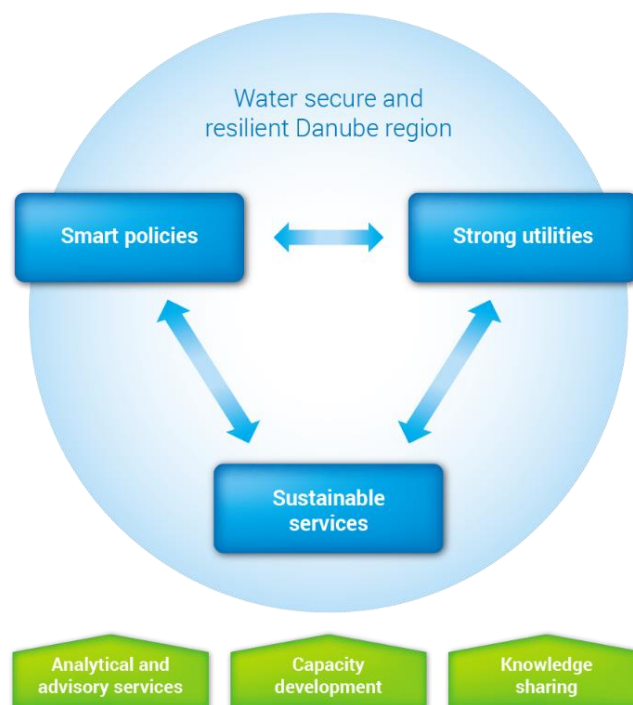 Water secure and
resilient Danube region
Smart policies
Strong utilities
Sustainable
services
Analytical and
advisory services
Capacity
development
Knowledge
sharing